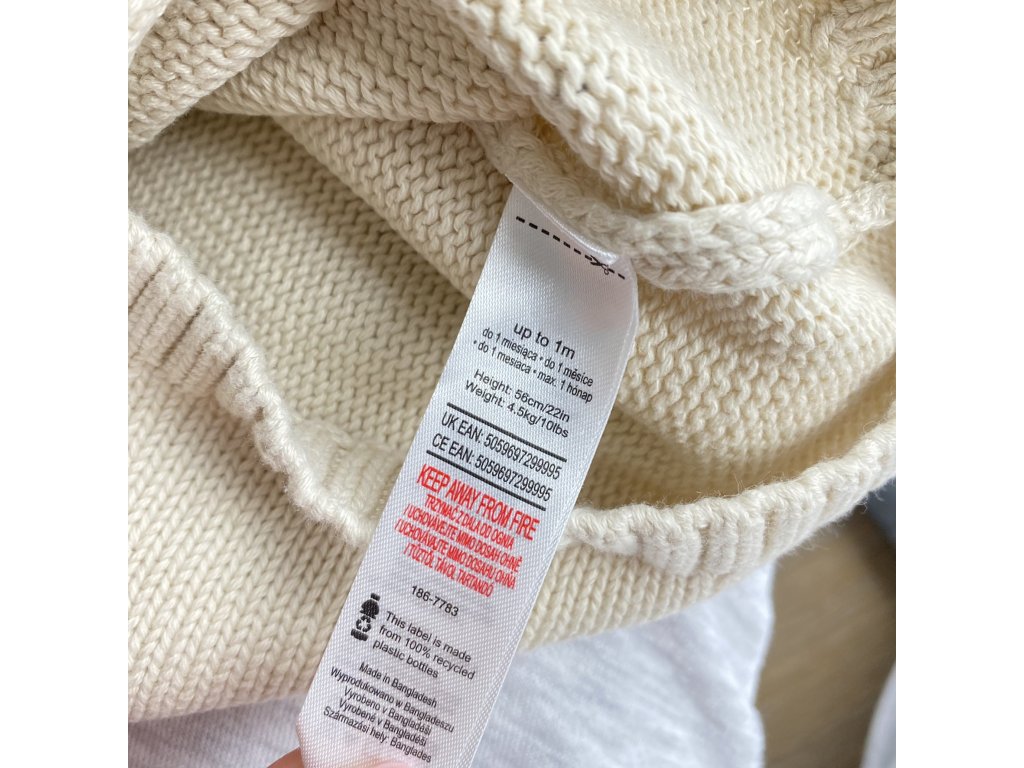 up to 1m
do 1 miesiąca • do 1 měsíce
• do 1 mesiaca • max. 1 hónap
Height: 56cm/22in
Weight: 4.5kg/10lbs
UK EAN: 5059697299995
CE EAN: 5059697299995
KEEP AWAY FROM FIRE
TRZYMAĆ Z DALA OD OGNIA
/ UCHOVÁVEJTE MIMO DOSAH OHNĚ
/ UCHOVÁVAJTE MIMO DOSAHU OHŇA
/ TŰZTŐL TÁVOL TARTANDÓ
186-7783
This label is made
from 100% recycled
plastic bottles
Made in Bangladesh
Wyprodukowano w Bangladeszu
Vyrobeno v Bangladéši
Vyrobené v Bangladéši
Származási hely: Banglades